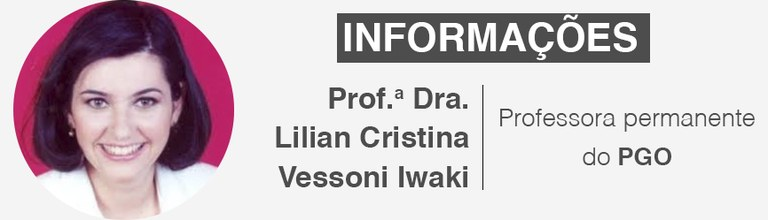 INFORMAÇÕES
Prof.ª Dra.
Lilian Cristina
Vessoni Iwaki
Professora permanente
do PGO